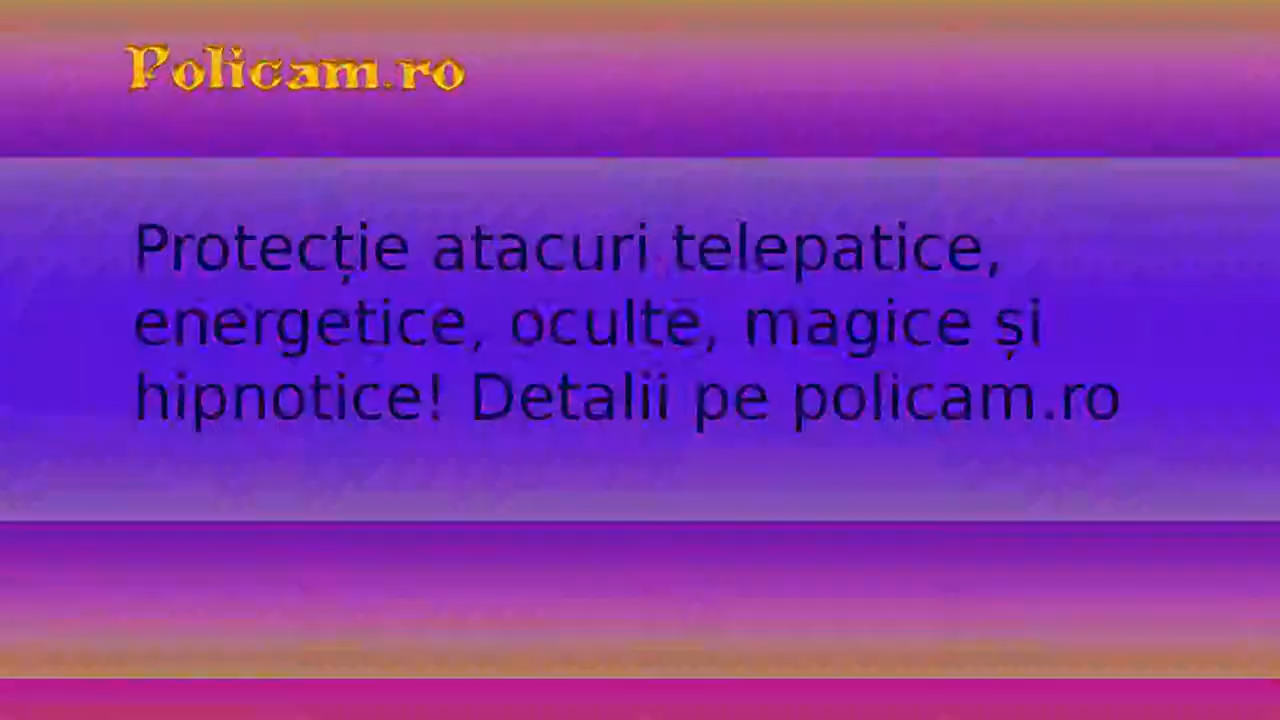 Policam.ro
Protecție atacuri telepatice,
energetice, oculte, magice și
hipnotice! Detalii pe policam.ro